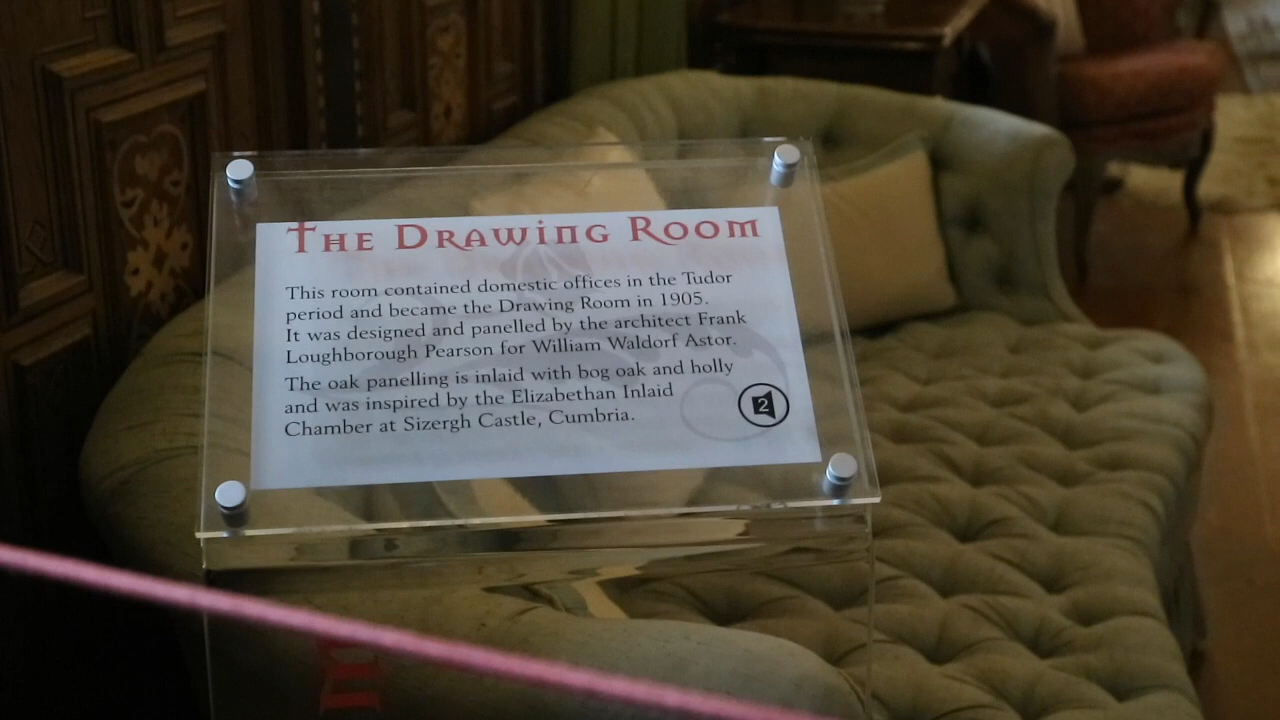 The Drawing Room
This room contained domestic offices in the Tudor
period and became the Drawing Room in 1905.
It was designed and panelled by the architect Frank
Loughborough Pearson for William Waldorf Astor.
The oak panelling is inlaid with bog oak and holly
and was inspired by the Elizabethan Inlaid
Chamber at Sizergh Castle, Cumbria.
2